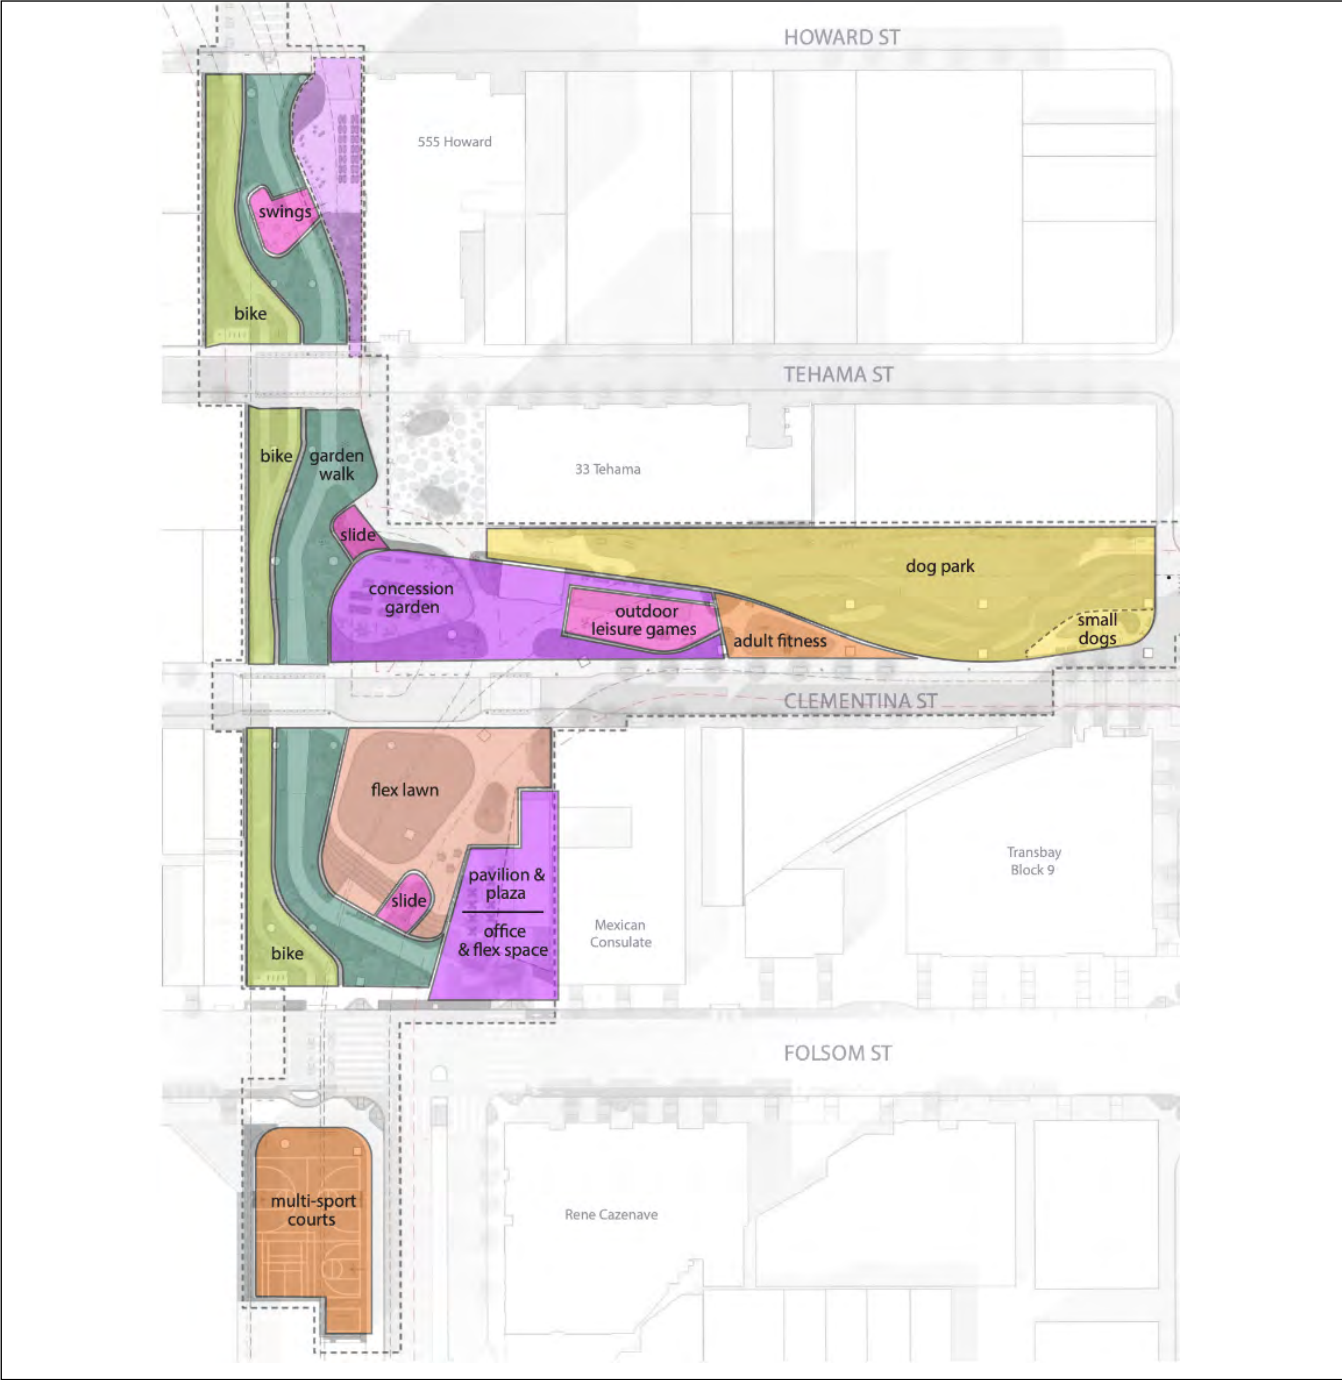 HOWARD ST
555 Howard
swings
bike
TEHAMA ST
bike
garden
walk
33 Tehama
slide
dog park
concession
garden
outdoor
leisure games
adult fitness
small
dogs
CLEMENTINA ST
flex lawn
slide
pavilion &
plaza
office
& flex space
bike
Mexican
Consulate
Transbay
Block 9
FOLSOM ST
multi-sport
courts
Rene Cazenave